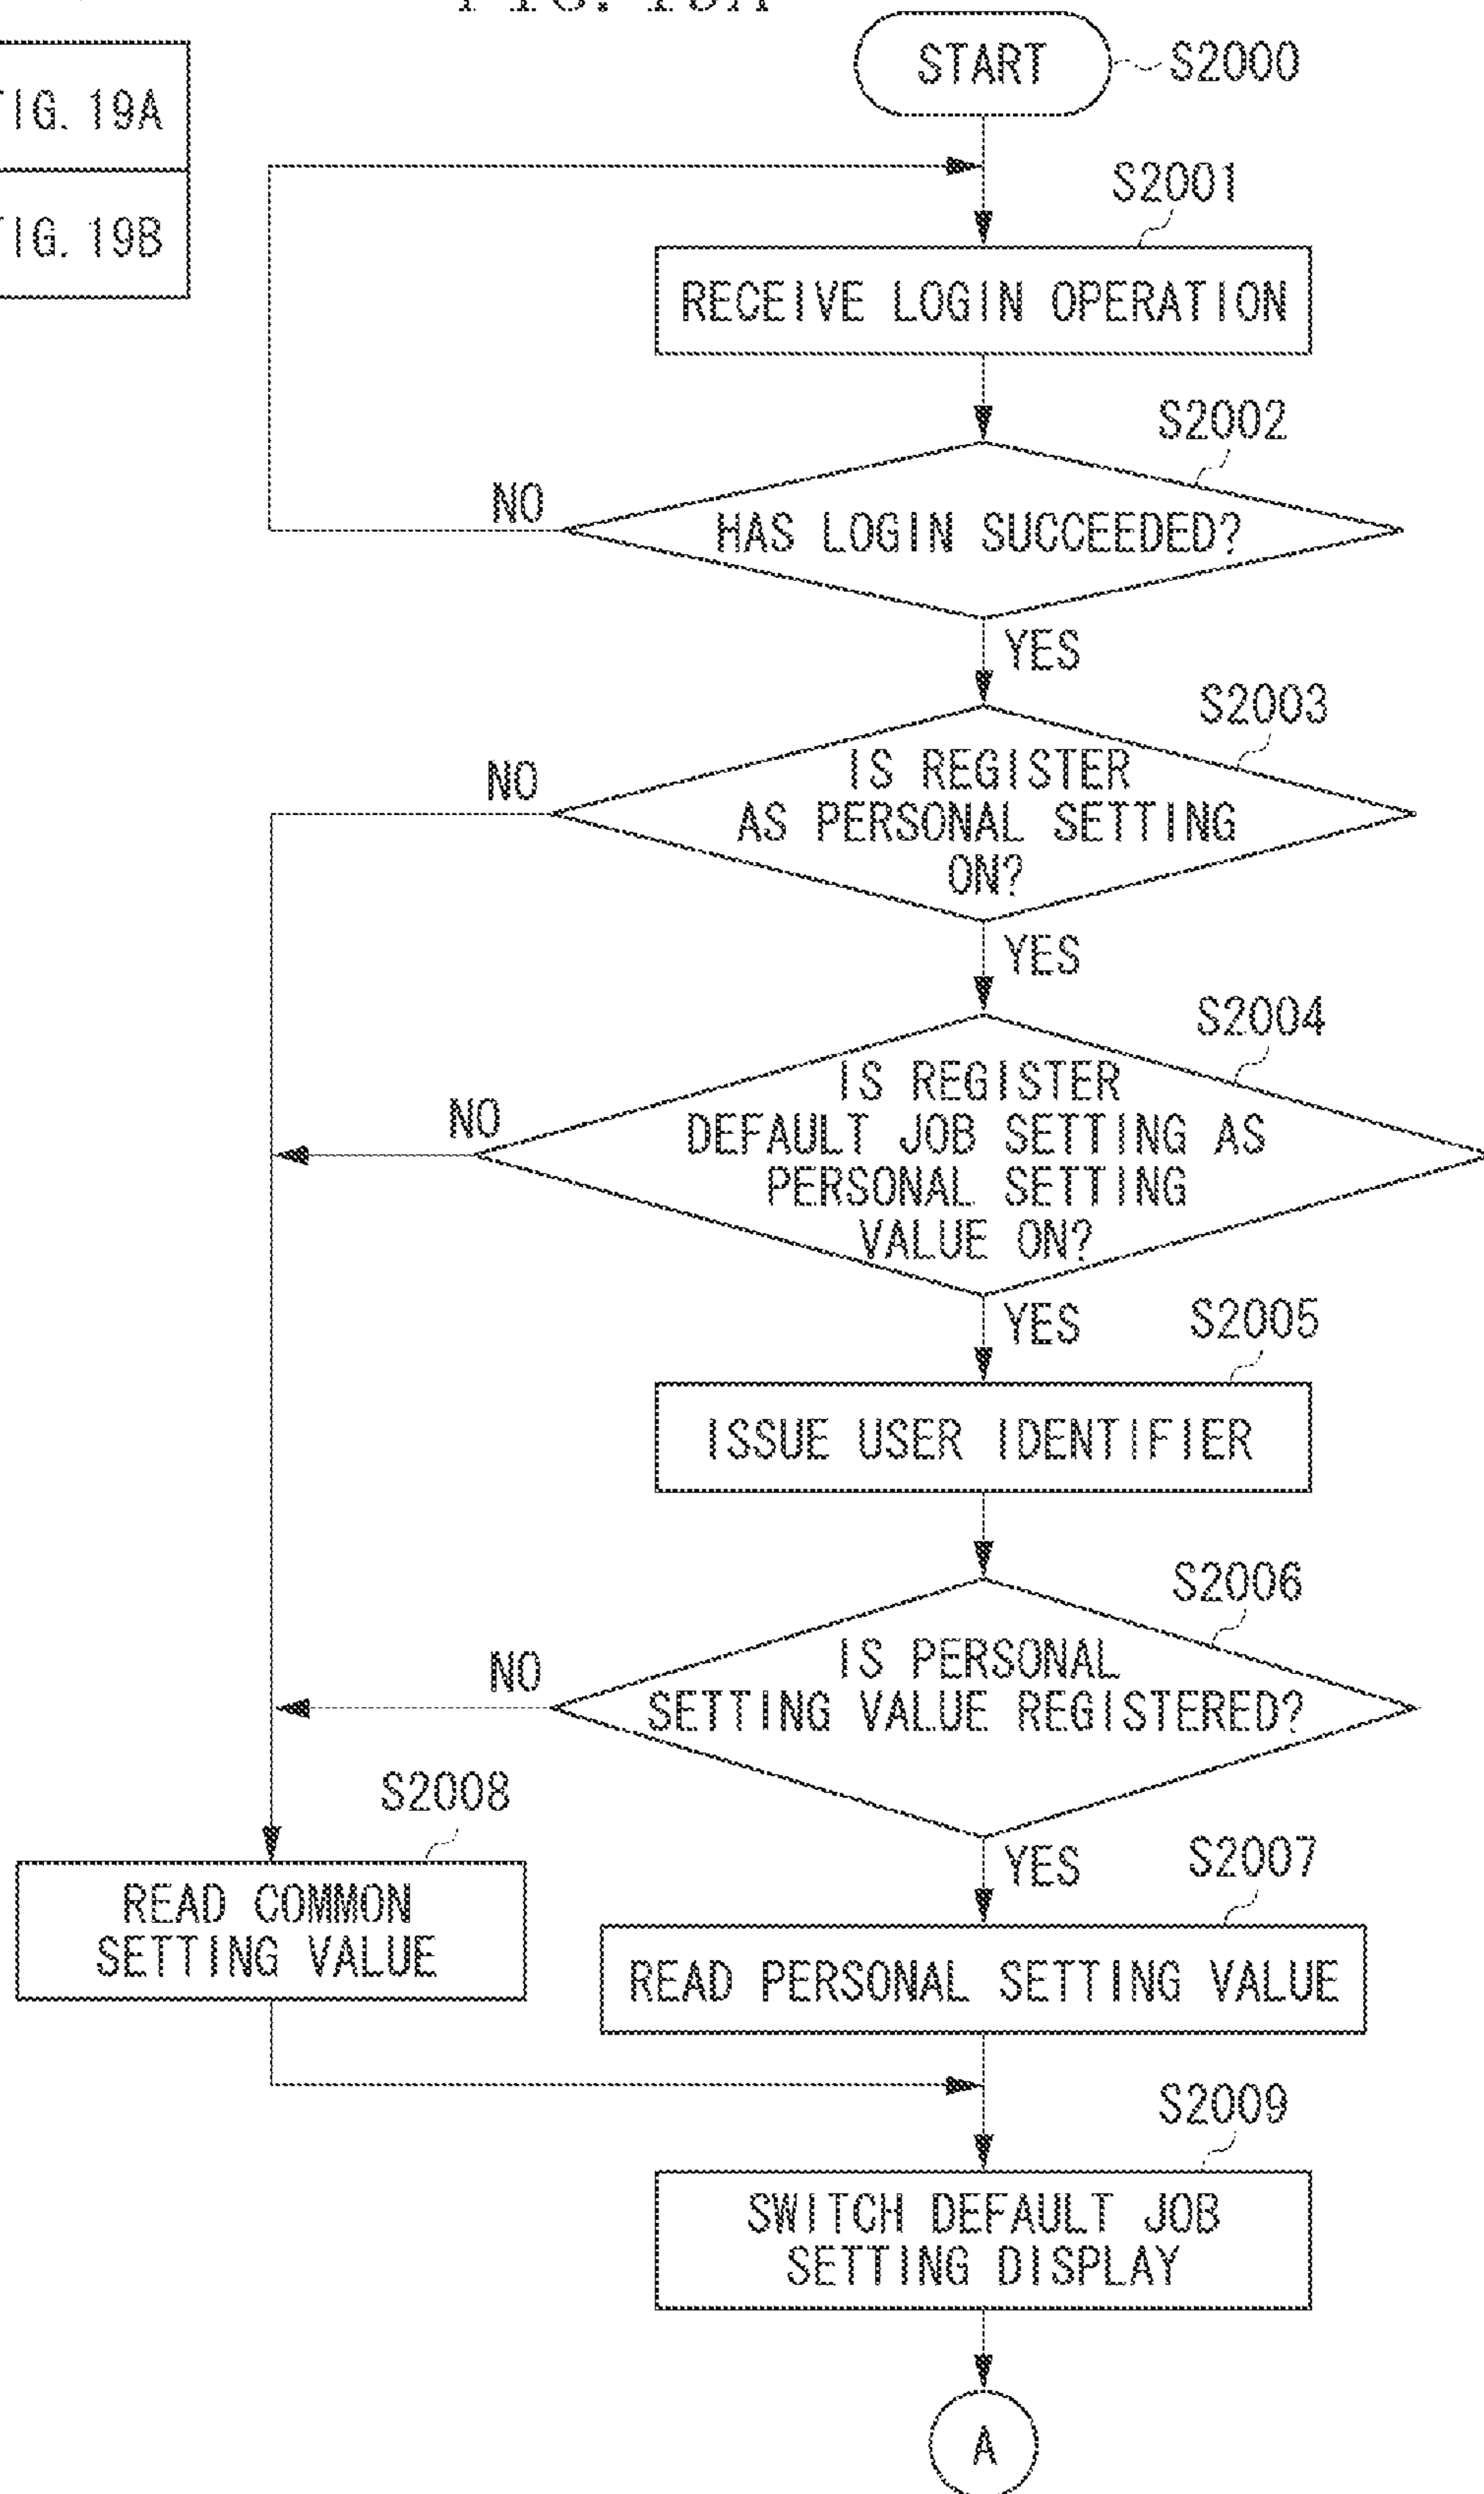 START
S2000
IG. 19A
IG. 19B
S2001
RECEIVE LOGIN OPERATION
S2002
NO
HAS LOGIN SUCCEEDED?
YES
S2003
NO
IS REGISTER
AS PERSONAL SETTING
ON?
YES
S2004
NO
IS REGISTER
DEFAULT JOB SETTING AS
PERSONAL SETTING
VALUE ON?
YES
S2005
ISSUE USER IDENTIFIER
S2006
NO
IS PERSONAL
SETTING VALUE REGISTERED?
S2008
YES
S2007
READ COMMON
SETTING VALUE
READ PERSONAL SETTING VALUE
S2009
SWITCH DEFAULT JOB
SETTING DISPLAY
A